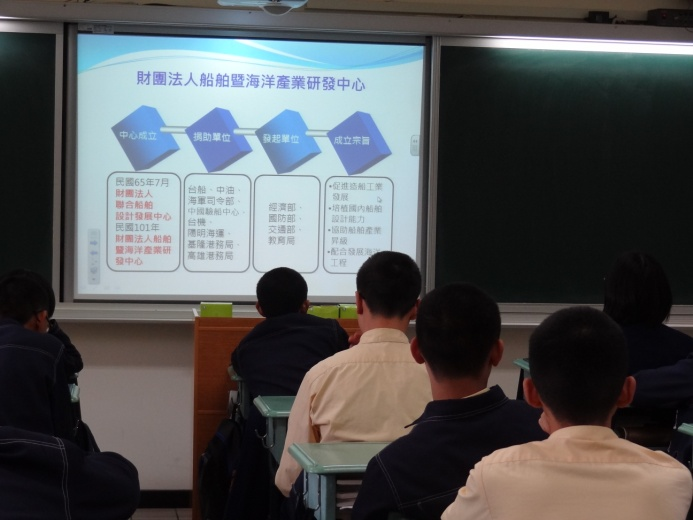 財團法人船舶暨海洋產業研發中心
中心成立
捐助單位
發起單位
成立宗旨
民國65年7月
財團法人
聯合船舶
設計發展中心
民國101年
財團法人船舶
暨海洋產業研
發中心
台船、中油、
海軍司令部、
中國驗船中心、
台機、
陽明海運、
基隆港務局、
高雄港務局
經濟部、
國防部、
交通部、
教育局
•促進造船工業
發展
•培植國內船舶
設計能力
•協助船舶產業
昇級
•配合發展海洋
工程